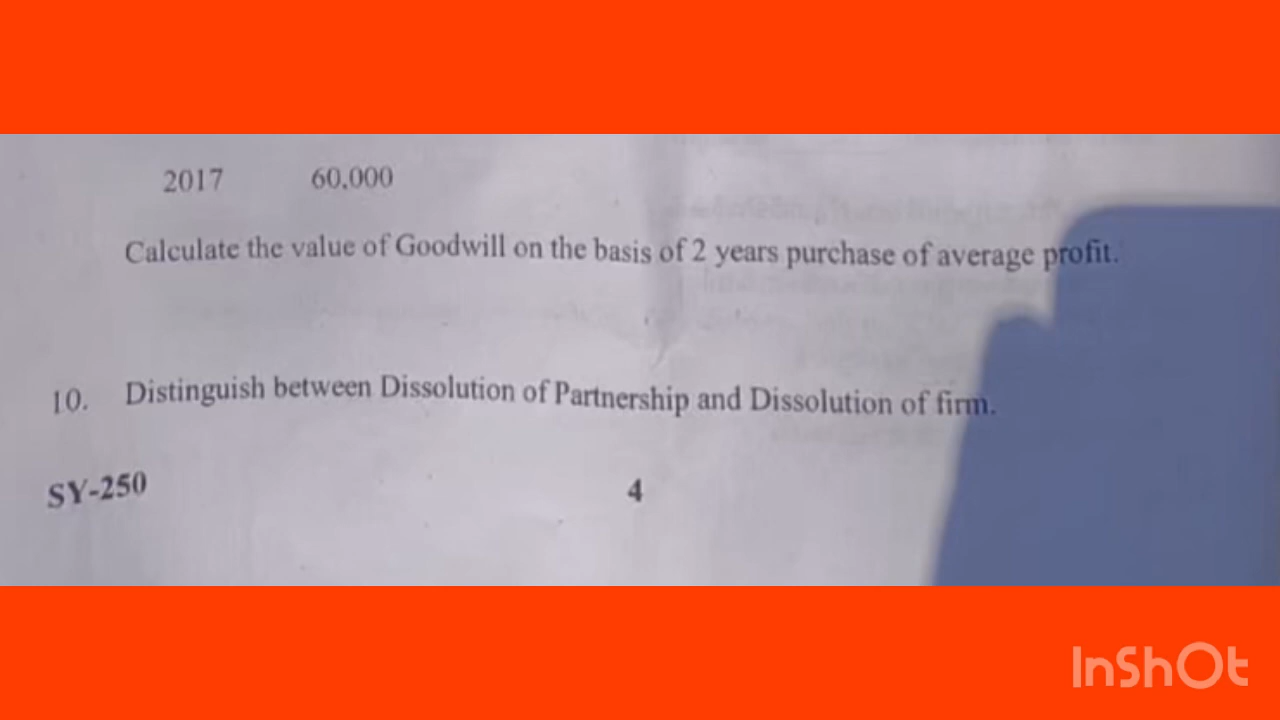 2017 60,000
Calculate the value of Goodwill on the basis of 2 years purchase of average profit.
10. Distinguish between Dissolution of Partnership and Dissolution of firm.
SY-250 4
InShOt